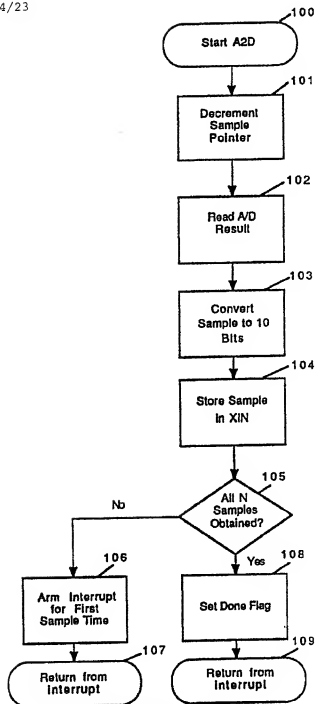 4/23
100
Start A2D
101
Decrement
Sample
Pointer
102
Read A/D
Result
103
Convert
Sample to 10
Bits
104
Store Sample
in XIN
105
All N
Samples
Obtained?
No
Yes
106
Arm Interrupt
for First
Sample Time
107
Return from
Interrupt
108
Set Done Flag
109
Return from
Interrupt